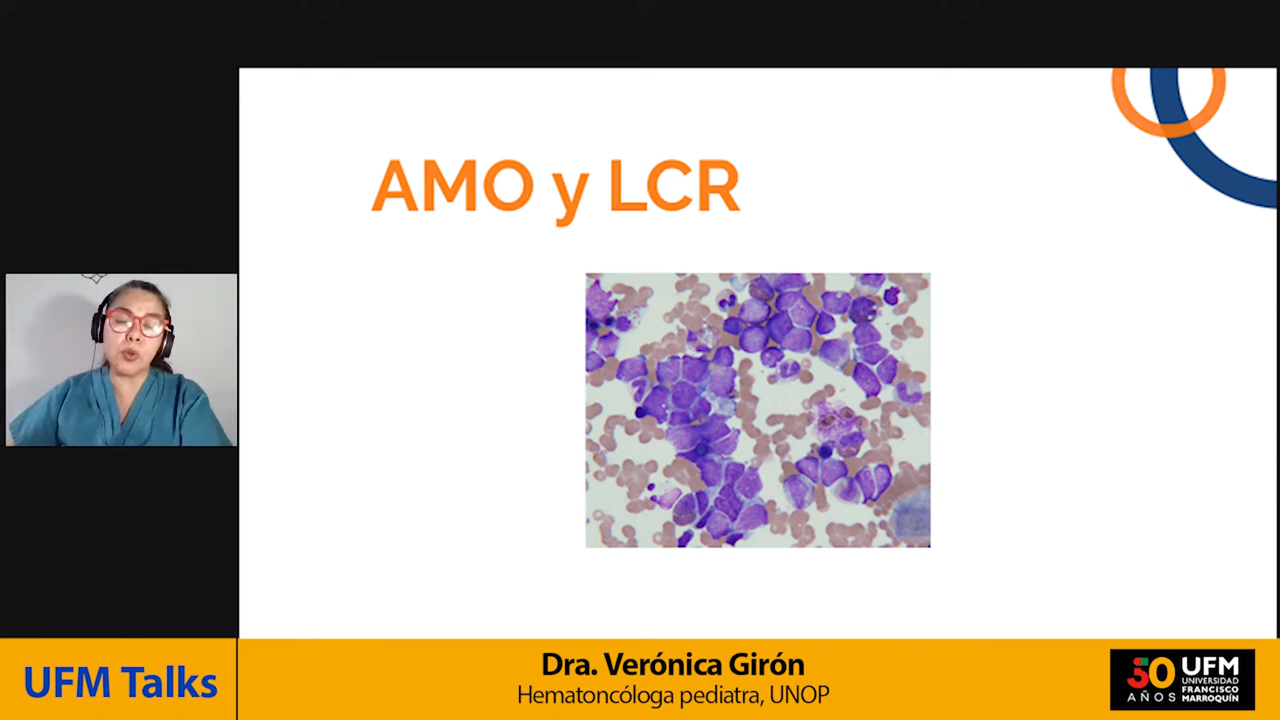 AMO y LCR
UFM Talks
Dra. Verónica Girón
Hematoncóloga pediatra, UNOP
50
AÑOS
UFM
UNIVERSIDAD
FRANCISCO
MARROQUÍN